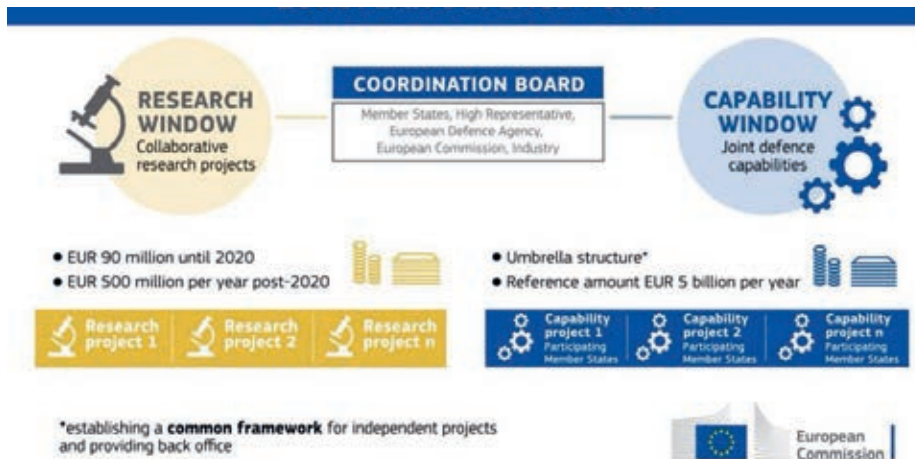 RESEARCH
WINDOW
Collaborative
research projects
COORDINATION BOARD
Member States, High Representative,
European Defence Agency,
European Commission, Industry
CAPABILITY
WINDOW
Joint defence
capabilities
● EUR 90 million until 2020
● EUR 500 million per year post-2020
● Umbrella structure*
● Reference amount EUR 5 billion per year
Research
project 1
Research
project 2
Research
project n
Capability
project 1
Participating
Member States
Capability
project 2
Participating
Member States
Capability
project n
Participating
Member States
*establishing a common framework for independent projects
and providing back office
European
Commission